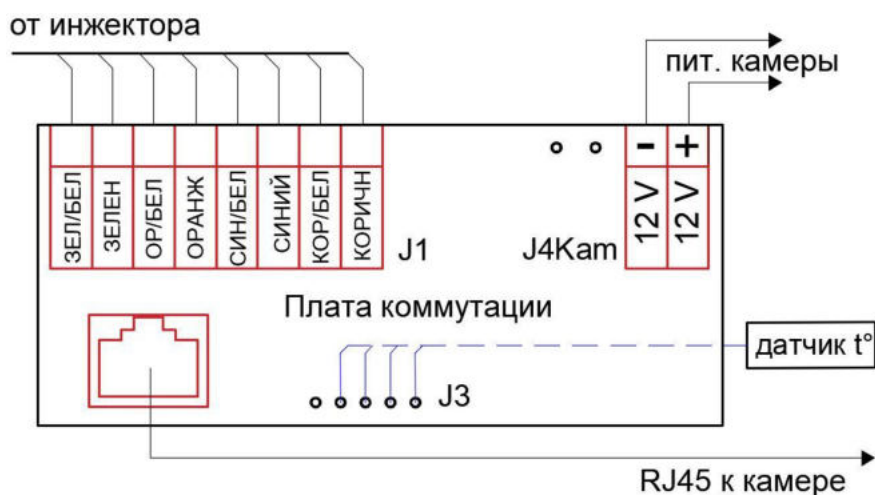 от инжектора
пит. камеры
ЗЕЛ/БЕЛ
ЗЕЛЕН
ОР/БЕЛ
ОРАНЖ
СИН/БЕЛ
СИНИЙ
КОР/БЕЛ
КОРИЧН
J1
J4Kam
- 12 V
+ 12 V
Плата коммутации
датчик t°
J3
RJ45 к камере